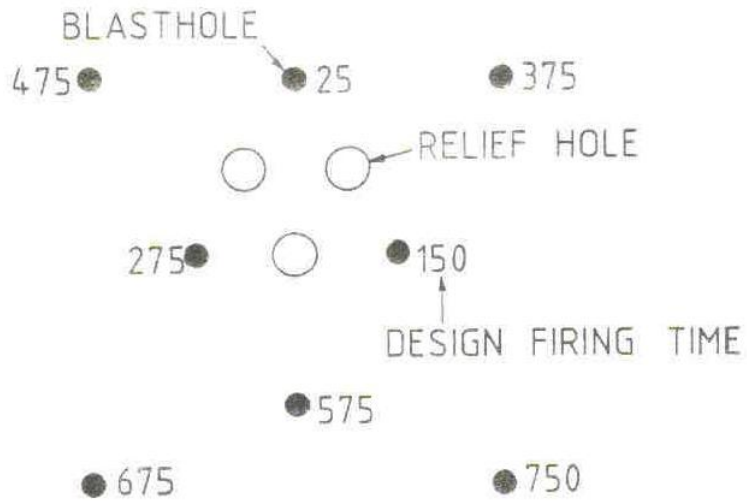 BLASTHOLE
475 25 375
RELIEF HOLE
275 150
DESIGN FIRING TIME
575
675 750